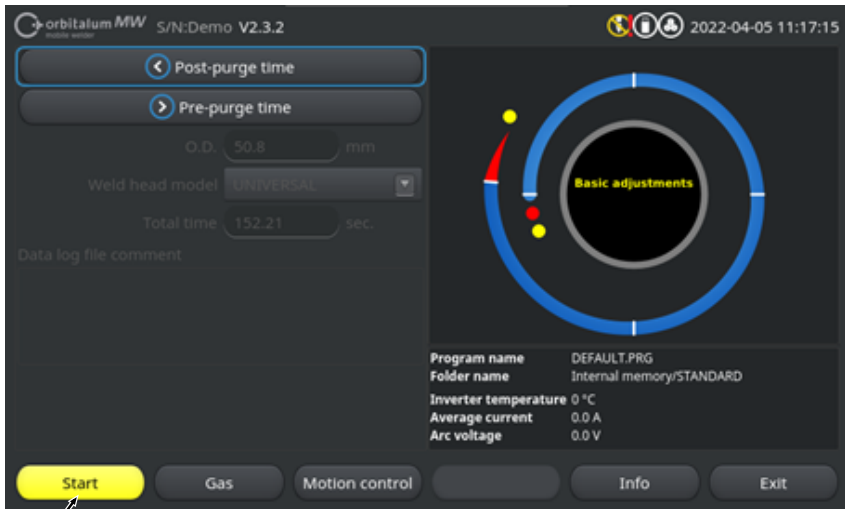 orbitalum MW
mobile welder
S/N:Demo V2.3.2
2022-04-05 11:17:15
Post-purge time
Pre-purge time
O.D. 50.8 mm
Weld head model UNIVERSAL
Total time 152.21 sec.
Data log file comment
Basic adjustments
Program name DEFAULT.PRG
Folder name Internal memory/STANDARD
Inverter temperature 0 °C
Average current 0.0 A
Arc voltage 0.0 V
Start Gas Motion control Info Exit